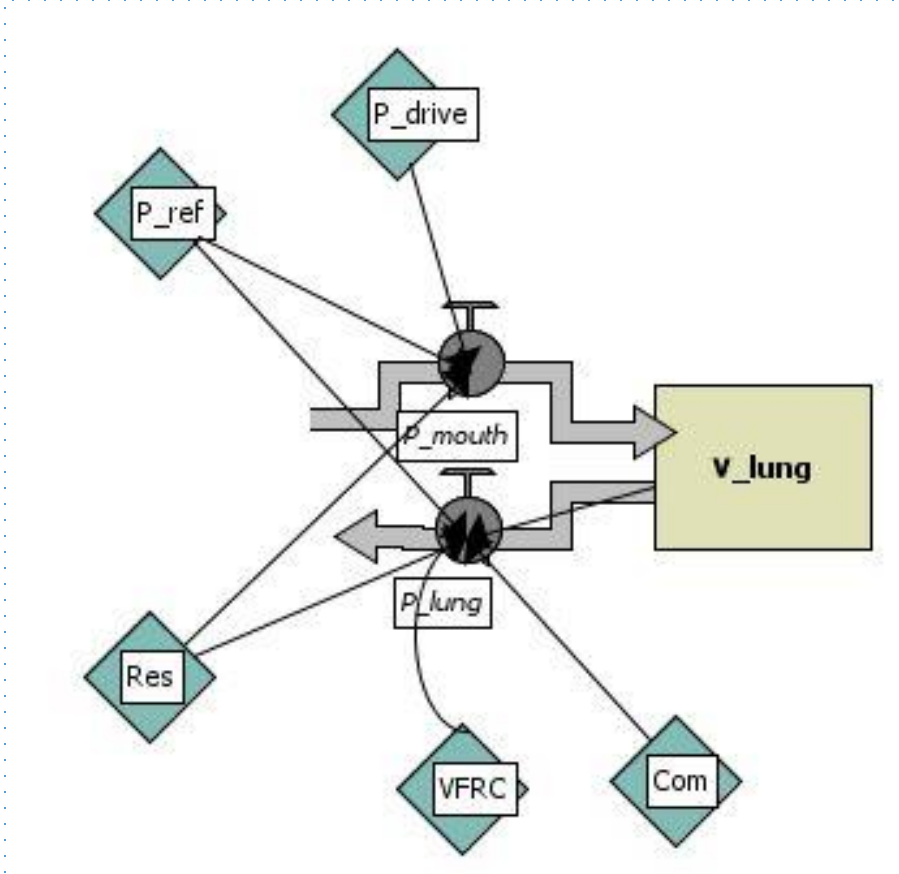 P_drive
P_ref
P_mouth
V_lung
P_lung
Res
VFRC
Com